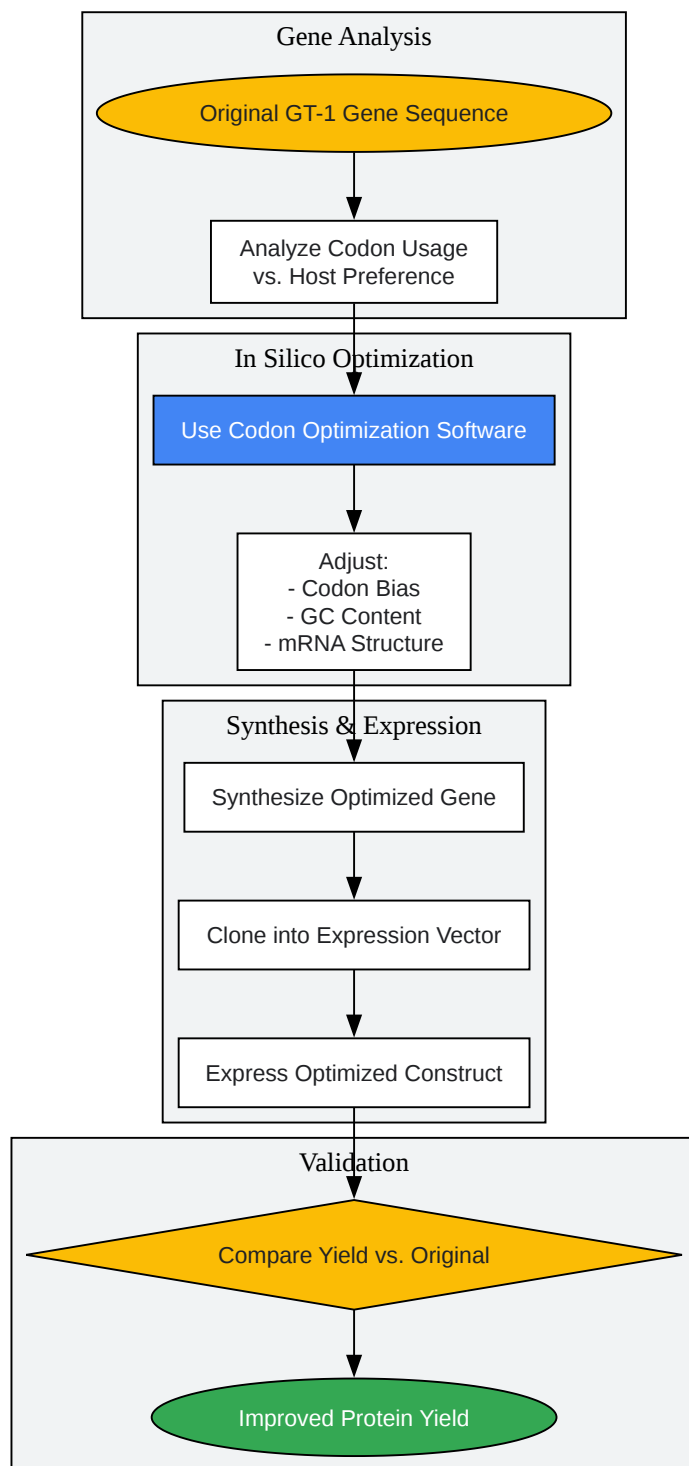 Gene Analysis
Original GT-1 Gene Sequence
Analyze Codon Usage
vs. Host Preference
In Silico Optimization
Use Codon Optimization Software
Adjust:
- Codon Bias
- GC Content
- mRNA Structure
Synthesis & Expression
Synthesize Optimized Gene
Clone into Expression Vector
Express Optimized Construct
Validation
Compare Yield vs. Original
Improved Protein Yield